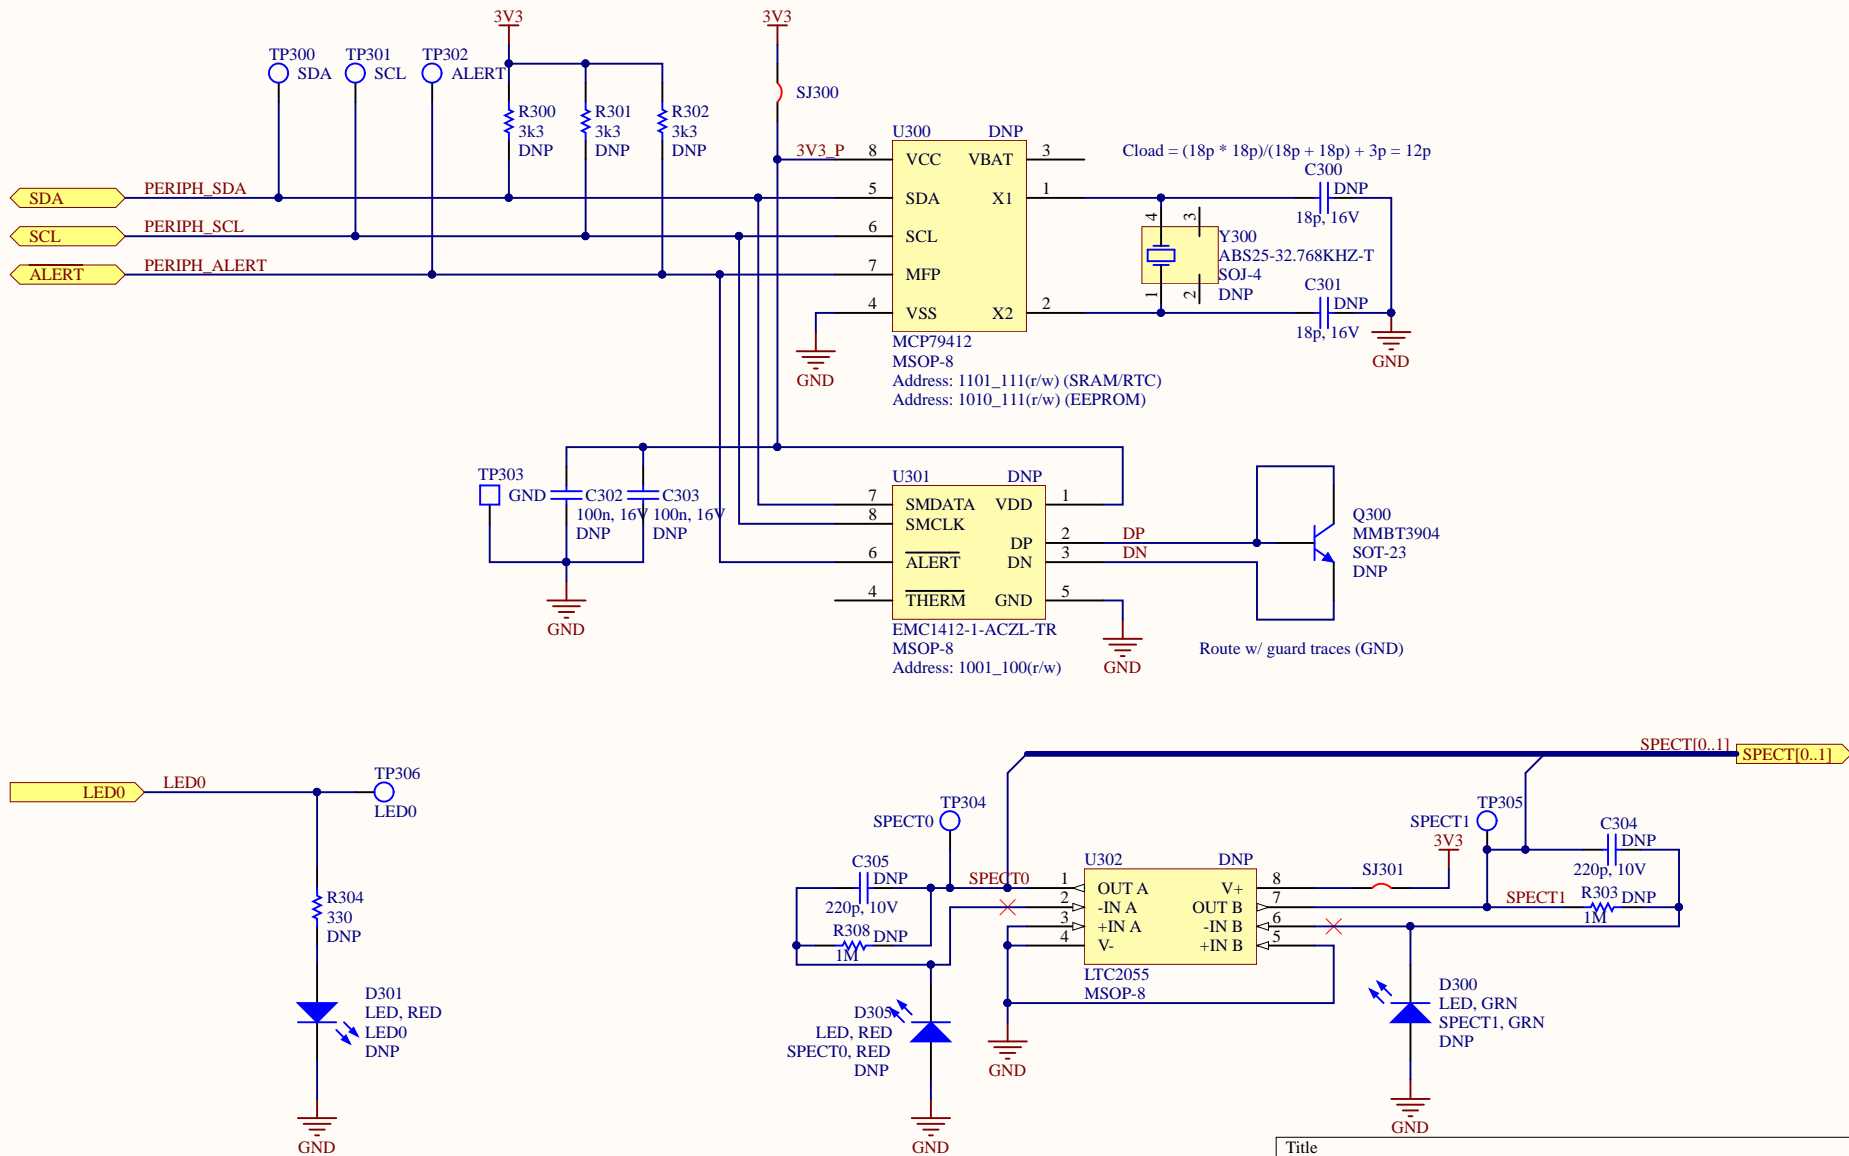 3V3
3V3
TP300
SDA
TP301
SCL
TP302
ALERT
R300
3k3
DNP
R301
3k3
DNP
R302
3k3
DNP
SJ300
3V3_P
SDA
PERIPH_SDA
SCL
PERIPH_SCL
ALERT
PERIPH_ALERT
U300 DNP
8 VCC VBAT 3
5 SDA X1 1
6 SCL
7 MFP
4 VSS X2 2
MCP79412
MSOP-8
Address: 1101_111(r/w) (SRAM/RTC)
Address: 1010_111(r/w) (EEPROM)
GND
Cload = (18p * 18p)/(18p + 18p) + 3p = 12p
C300
DNP
18p, 16V
4 3
1 2
Y300
ABS25-32.768KHZ-T
SOJ-4
DNP
C301
DNP
18p, 16V
GND
TP303
GND
C302
100n, 16V
DNP
C303
100n, 16V
DNP
GND
U301 DNP
7 SMDATA VDD 1
8 SMCLK
DP 2
DN 3
6 ALERT
4 THERM GND 5
EMC1412-1-ACZL-TR
MSOP-8
Address: 1001_100(r/w)
DP
DN
GND
Q300
MMBT3904
SOT-23
DNP
Route w/ guard traces (GND)
LED0
LED0
TP306
LED0
R304
330
DNP
D301
LED, RED
LED0
DNP
GND
SPECT[0..1]
SPECT[0..1]
TP304
SPECT0
C305
DNP
220p, 10V
R308
DNP
1M
SPECT0
U302 DNP
1 OUT A V+ 8
2 -IN A OUT B 7
3 +IN A -IN B 6
4 V- +IN B 5
LTC2055
MSOP-8
D305
LED, RED
SPECT0, RED
DNP
GND
GND
TP305
SPECT1
3V3
SJ301
C304
DNP
220p, 10V
SPECT1
R303
DNP
1M
D300
LED, GRN
SPECT1, GRN
DNP
GND
Title